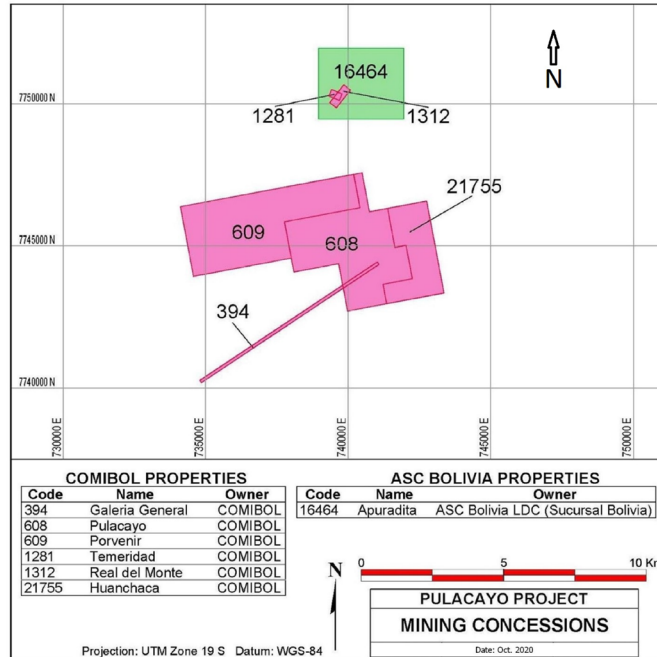 16464
N
7750000 N
1281
1312
21755
609
608
7745000 N
394
7740000 N
730000 E
735000 E
740000 E
745000 E
750000 E
COMIBOL PROPERTIES
Code Name Owner
394 Galeria General COMIBOL
608 Pulacayo COMIBOL
609 Porvenir COMIBOL
1281 Temeridad COMIBOL
1312 Real del Monte COMIBOL
21755 Huanchaca COMIBOL
ASC BOLIVIA PROPERTIES
Code Name Owner
16464 Apuradita ASC Bolivia LDC (Sucursal Bolivia)
N
0 5 10 Km
PULACAYO PROJECT
MINING CONCESSIONS
Date: Oct. 2020
Projection: UTM Zone 19 S Datum: WGS-84